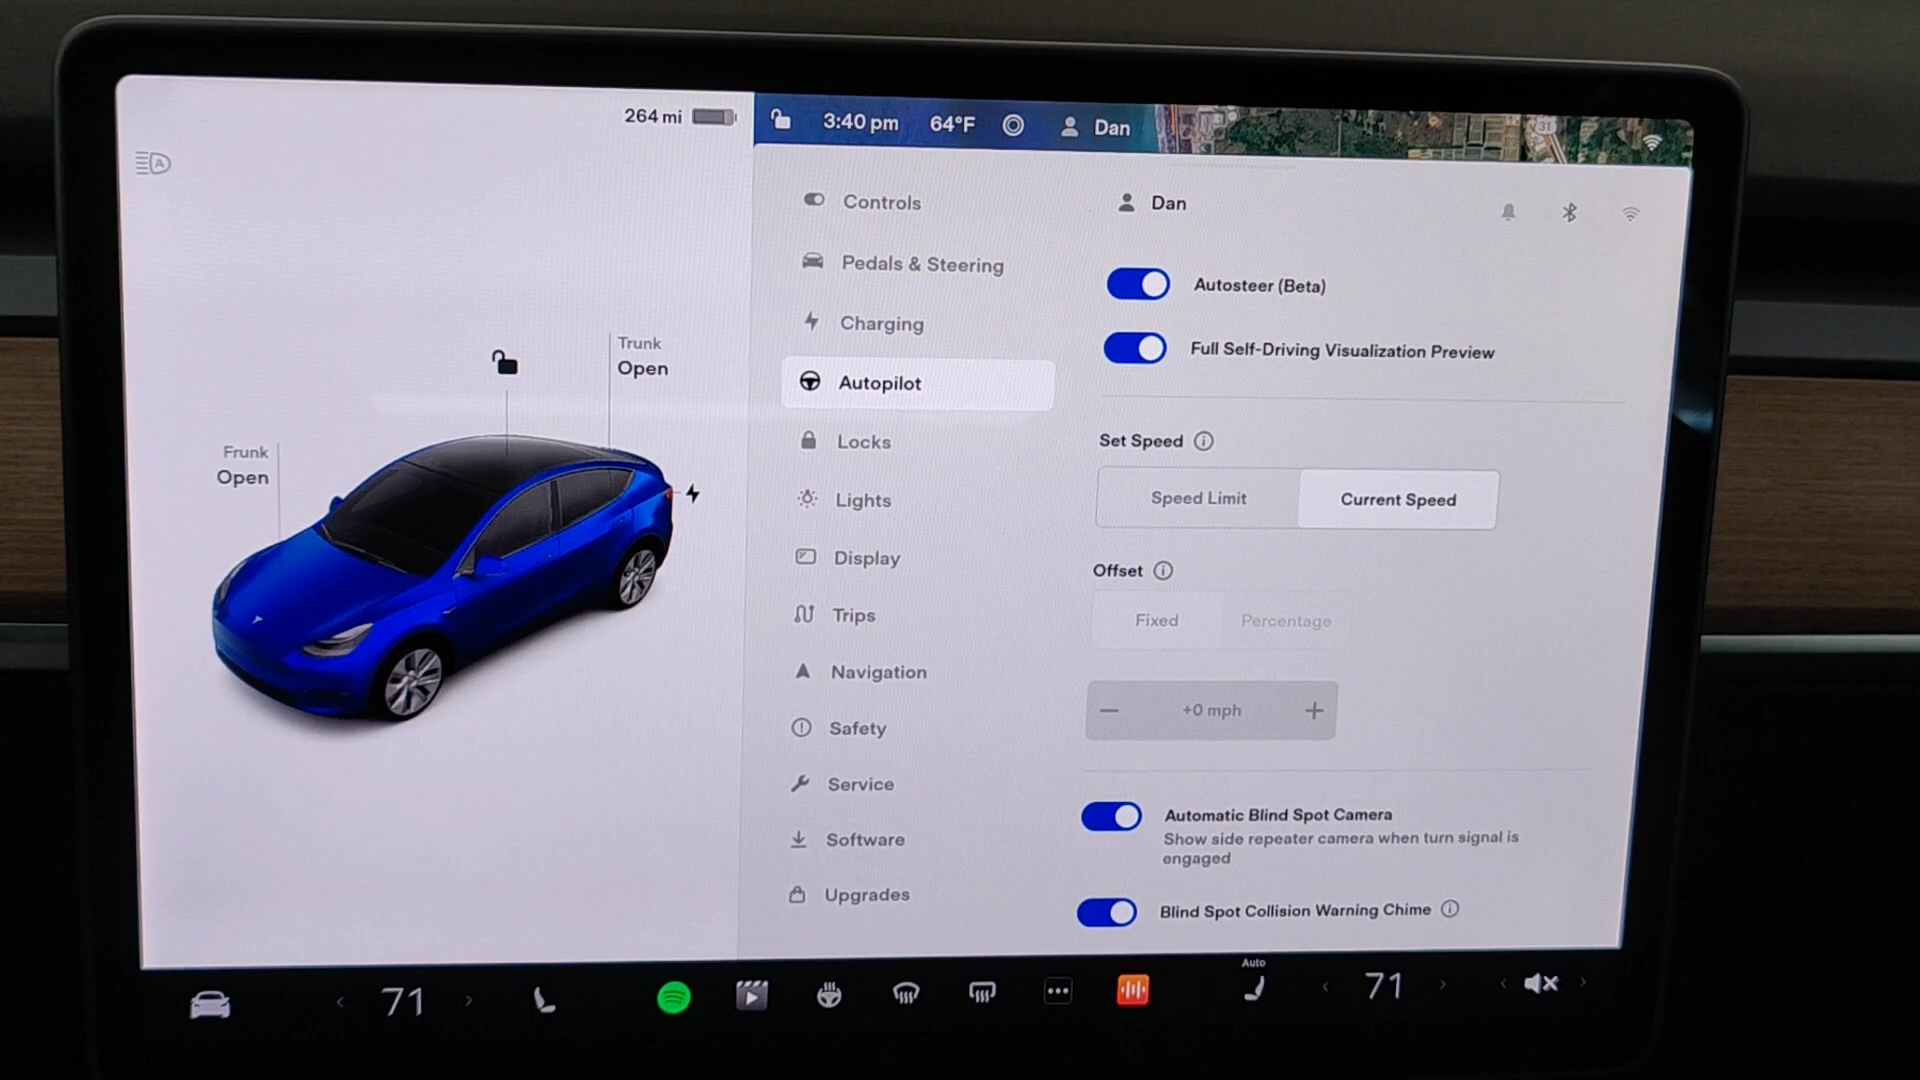 264 mi
3:40 pm
64°F
Dan
31
A
Trunk
Open
Frunk
Open
Controls
Pedals & Steering
Charging
Autopilot
Locks
Lights
Display
Trips
Navigation
Safety
Service
Software
Upgrades
Dan
Autosteer (Beta)
Full Self-Driving Visualization Preview
Set Speed
Speed Limit
Current Speed
Offset
Fixed
Percentage
+0 mph
Automatic Blind Spot Camera
Show side repeater camera when turn signal is
engaged
Blind Spot Collision Warning Chime
71
Auto
71